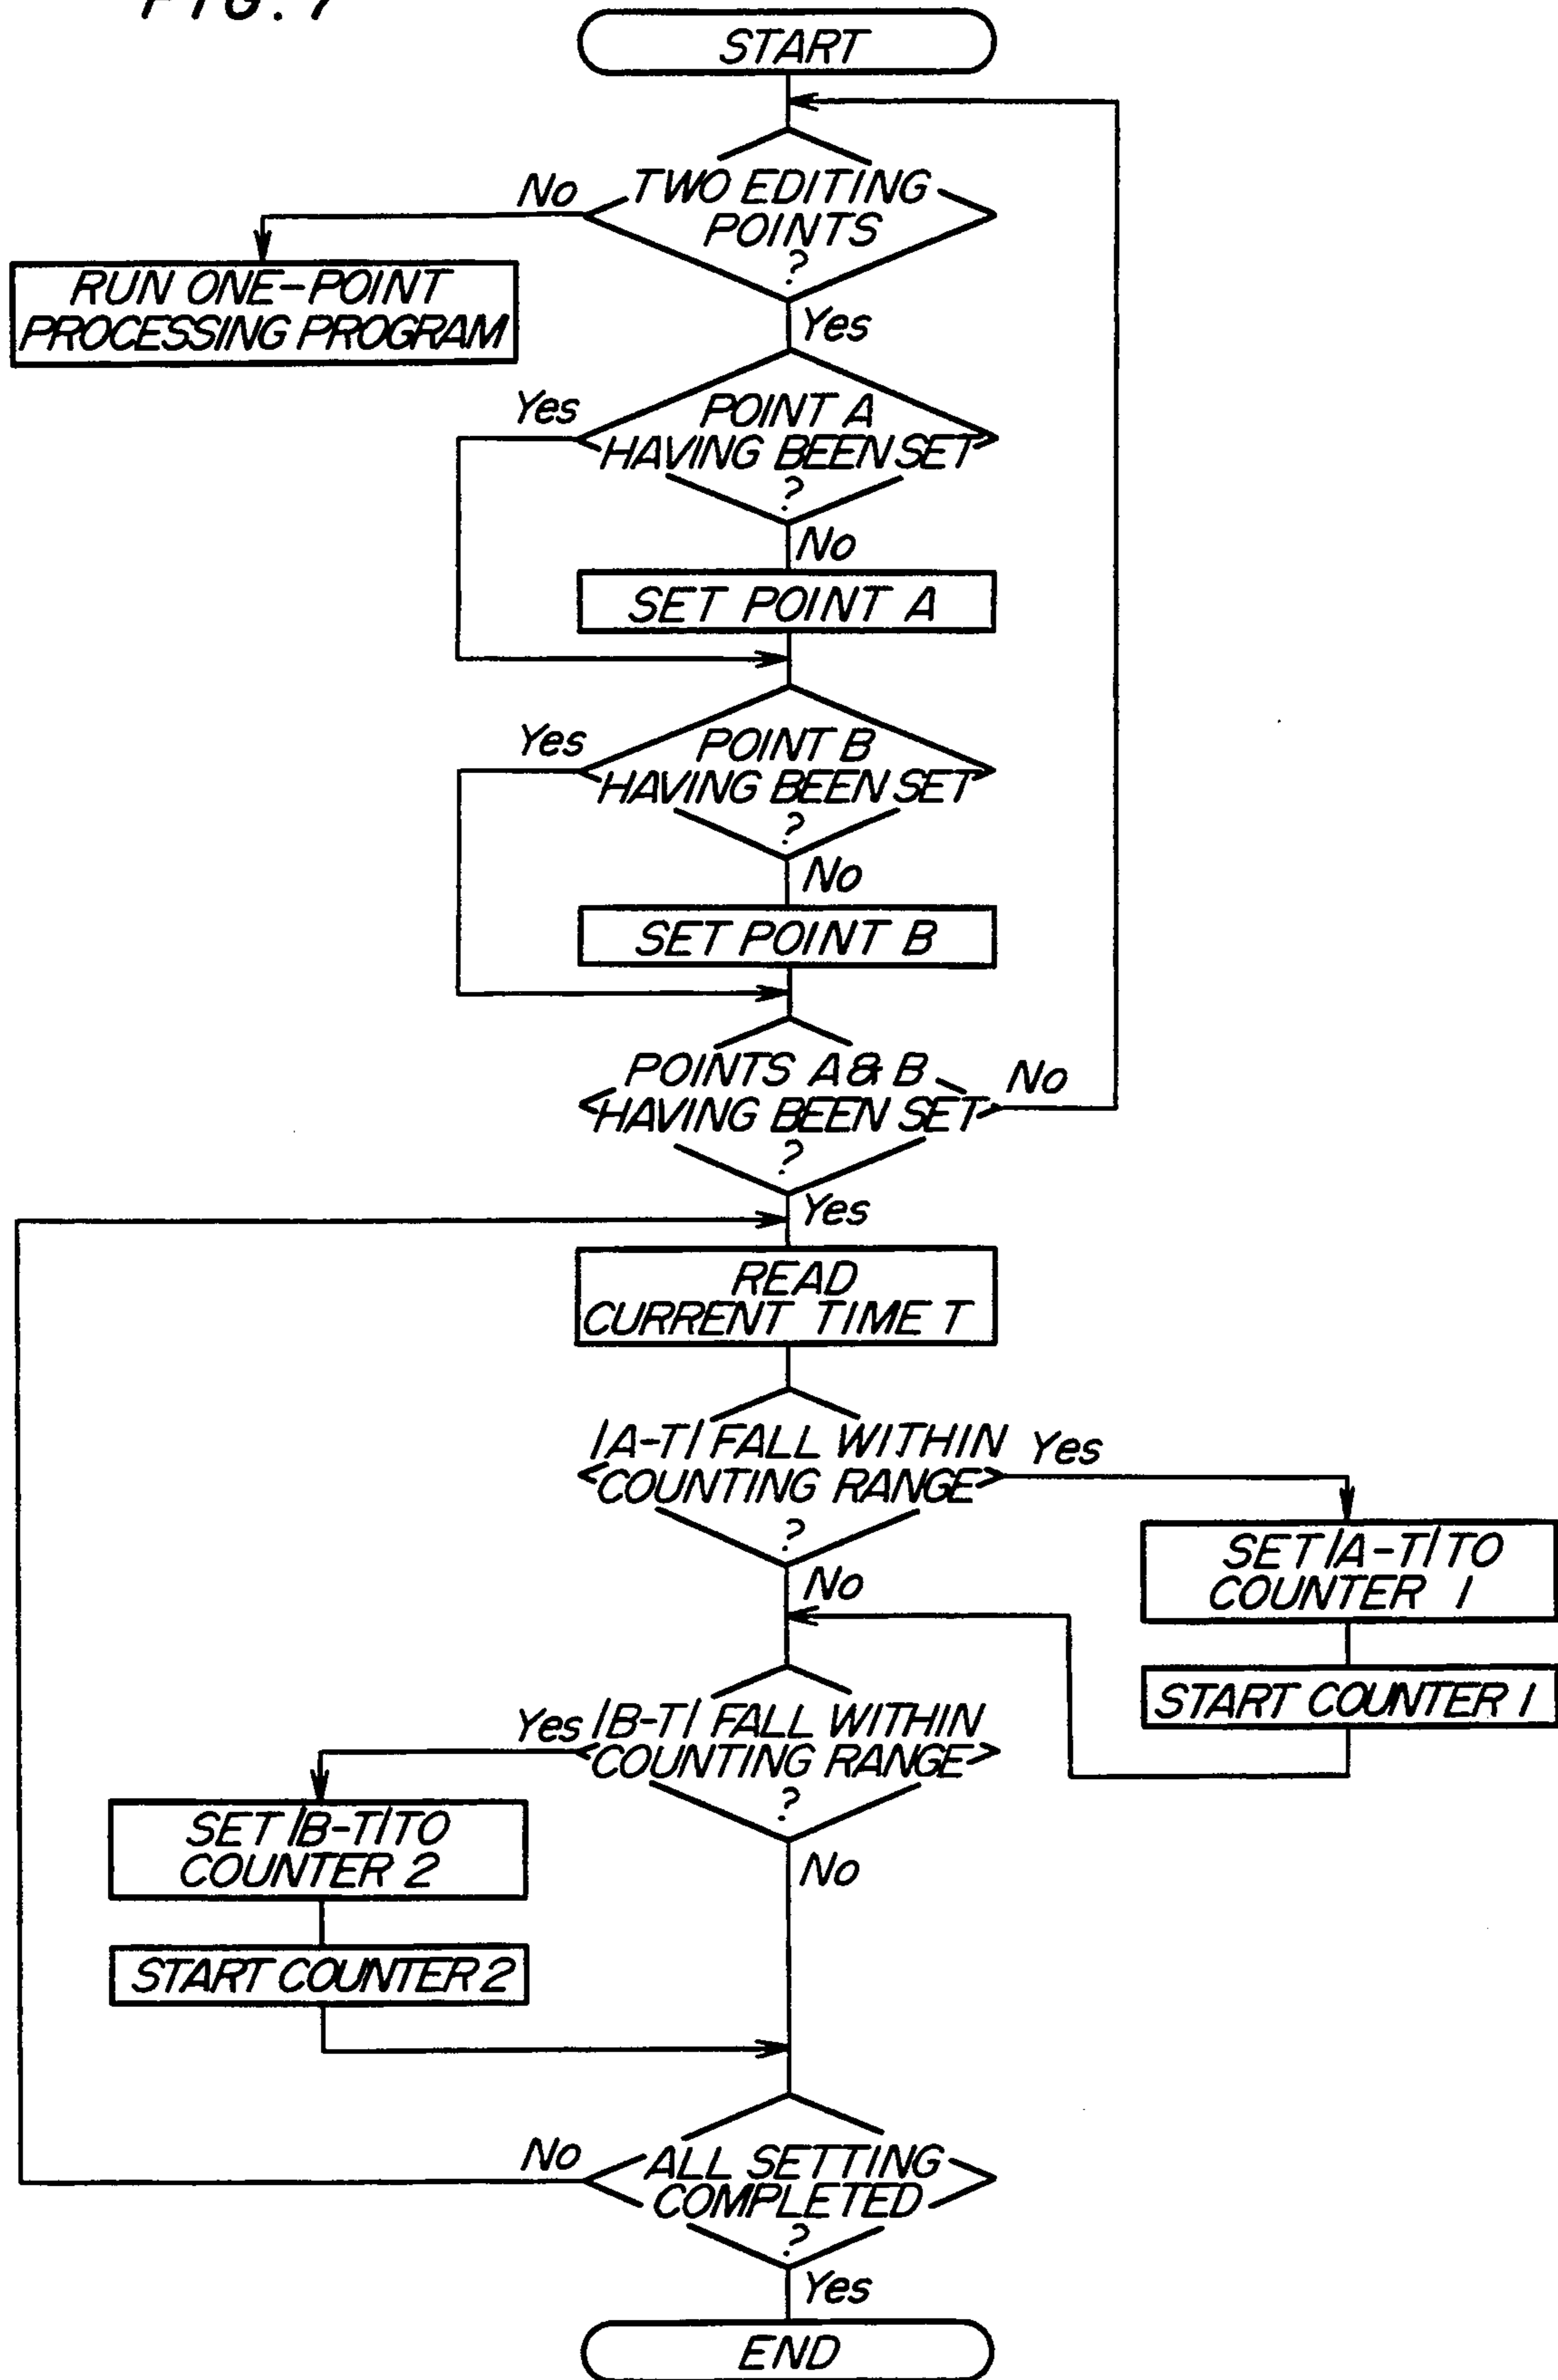 FIG. 7
START
TWO EDITING
POINTS
?
No
RUN ONE-POINT
PROCESSING PROGRAM
Yes
POINT A
HAVING BEEN SET
?
Yes
No
SET POINT A
POINT B
HAVING BEEN SET
?
Yes
No
SET POINT B
POINTS A & B
HAVING BEEN SET
?
No
Yes
READ
CURRENT TIME T
|A-T| FALL WITHIN
COUNTING RANGE
?
Yes
SET |A-T| TO
COUNTER 1
START COUNTER 1
No
|B-T| FALL WITHIN
COUNTING RANGE
?
Yes
SET |B-T| TO
COUNTER 2
START COUNTER 2
No
ALL SETTING
COMPLETED
?
No
Yes
END